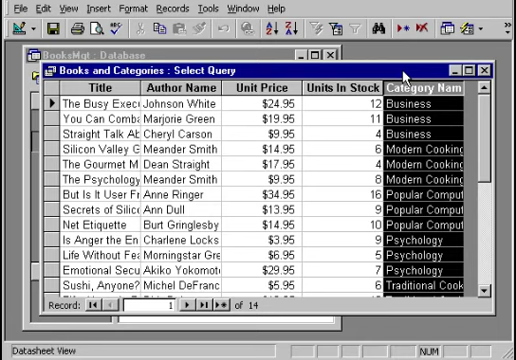 File Edit View Insert Format Records Tools Window Help
BooksMgt : Database
Books and Categories : Select Query
Title Author Name Unit Price Units In Stock Category Nam
The Busy Exec Johnson White $24.95 12 Business
You Can Comba Marjorie Green $19.95 11 Business
Straight Talk Ab Cheryl Carson $9.95 4 Business
Silicon Valley G Meander Smith $14.95 6 Modern Cooking
The Gourmet M Dean Straight $17.95 4 Modern Cooking
The Psychology Meander Smith $9.95 8 Modern Cooking
But Is It User Fr Anne Ringer $34.95 16 Popular Comput
Secrets of Silico Ann Dull $13.95 9 Popular Comput
Net Etiquette Burt Gringlesby $14.95 10 Popular Comput
Is Anger the En Charlene Locks $3.95 9 Psychology
Life Without Fea Morningstar Gre $6.95 5 Psychology
Emotional Secu Akiko Yokomoto $29.95 7 Psychology
Sushi, Anyone? Michel DeFranc $5.95 6 Traditional Cook
Record: 1 of 14
Datasheet View NUM